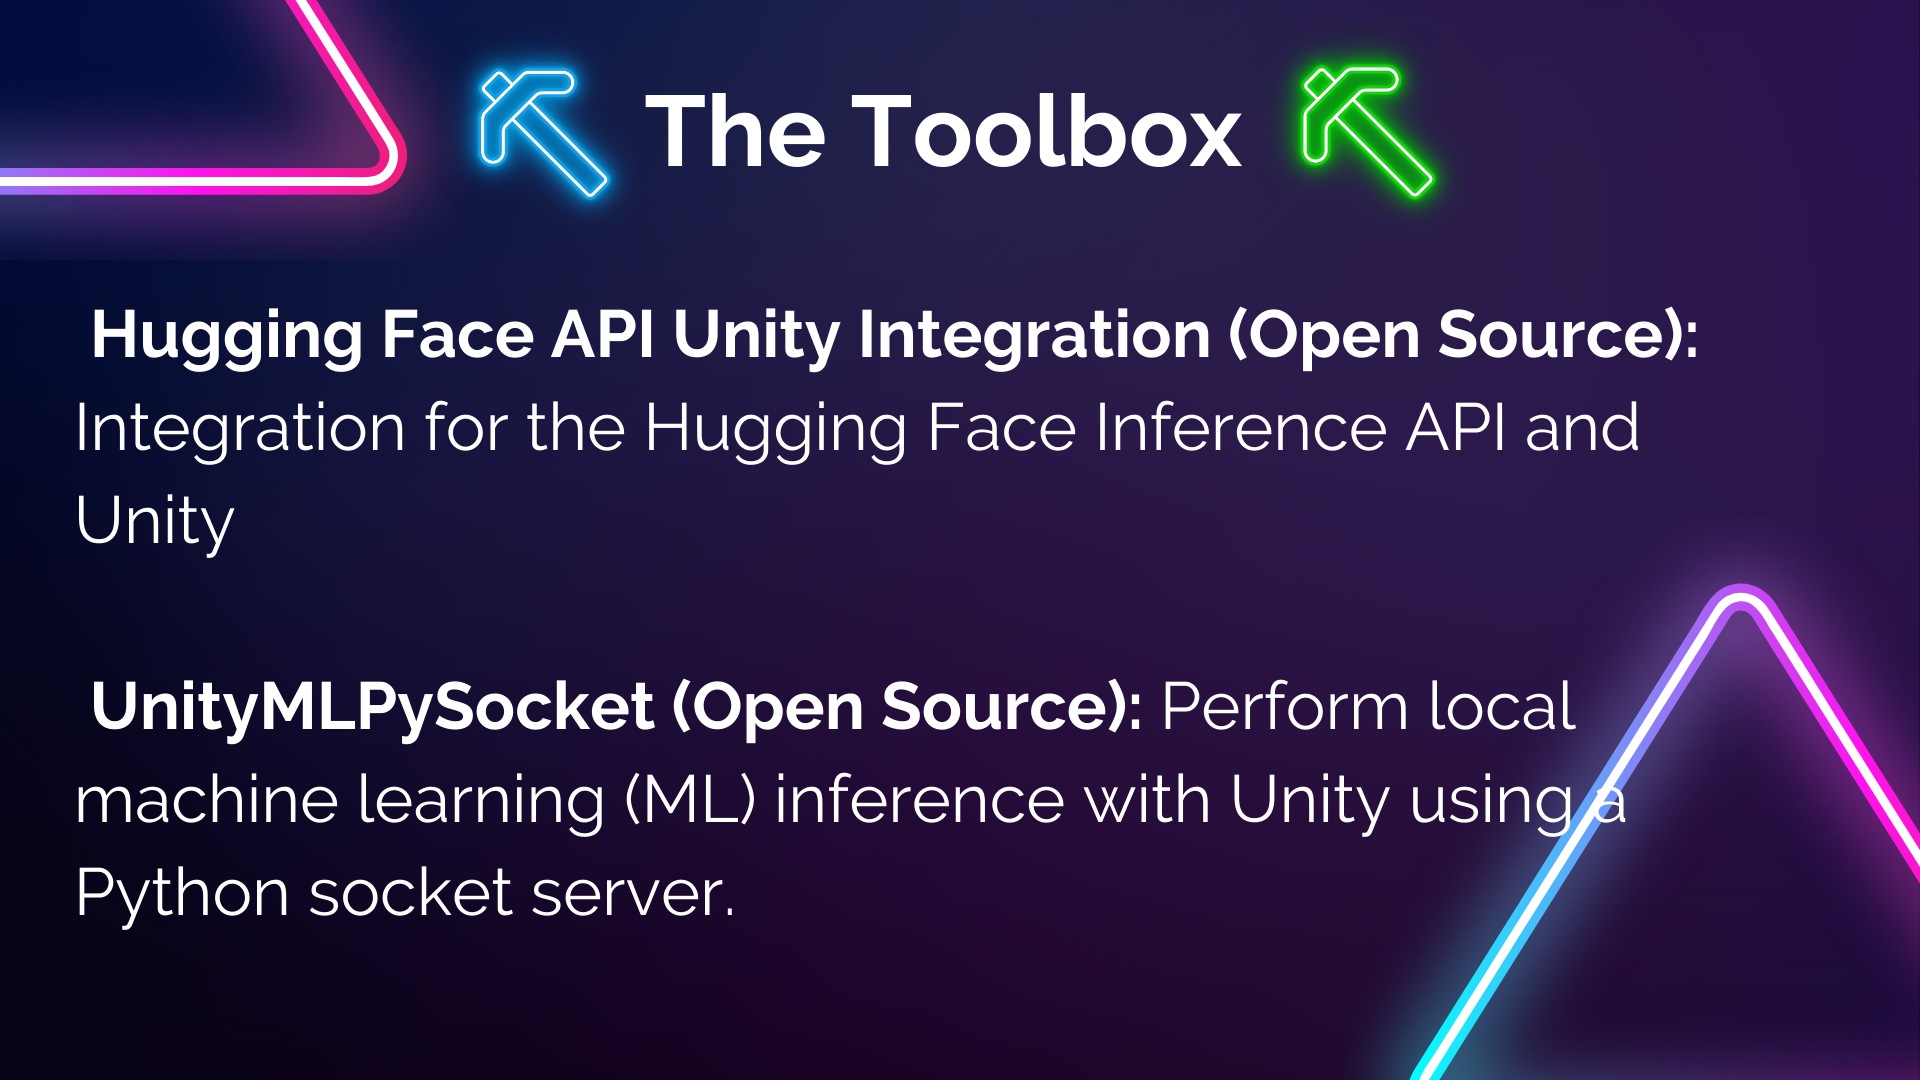 The Toolbox
Hugging Face API Unity Integration (Open Source):
Integration for the Hugging Face Inference API and
Unity
UnityMLPySocket (Open Source): Perform local
machine learning (ML) inference with Unity using a
Python socket server.